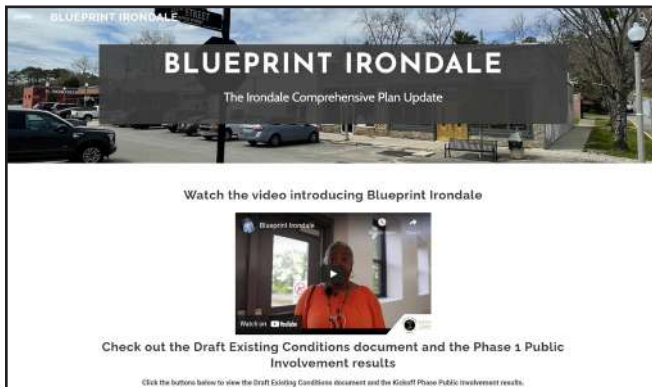 STREET
BLUEPRINT IRONDALE
BLUEPRINT IRONDALE
The Irondale Comprehensive Plan Update
Watch the video introducing Blueprint Irondale
Blueprint Irondale
Watch on YouTube
Check out the Draft Existing Conditions document and the Phase 1 Public
Involvement results
Click the buttons below to view the Draft Existing Conditions document and the Kickoff Phase Public Involvement results.